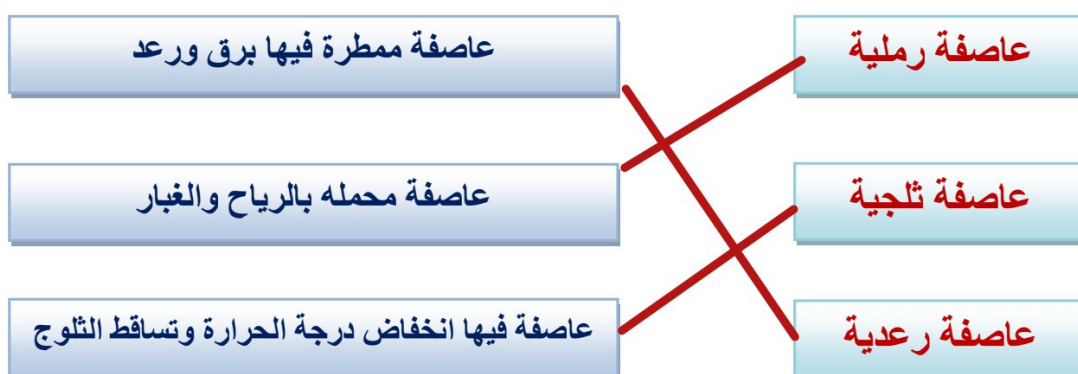 عاصفة رملية
عاصفة ممطرة فيها برق ورعد
عاصفة ثلجية
عاصفة محمله بالرياح والغبار
عاصفة رعدية
عاصفة فيها انخفاض درجة الحرارة وتساقط الثلوج